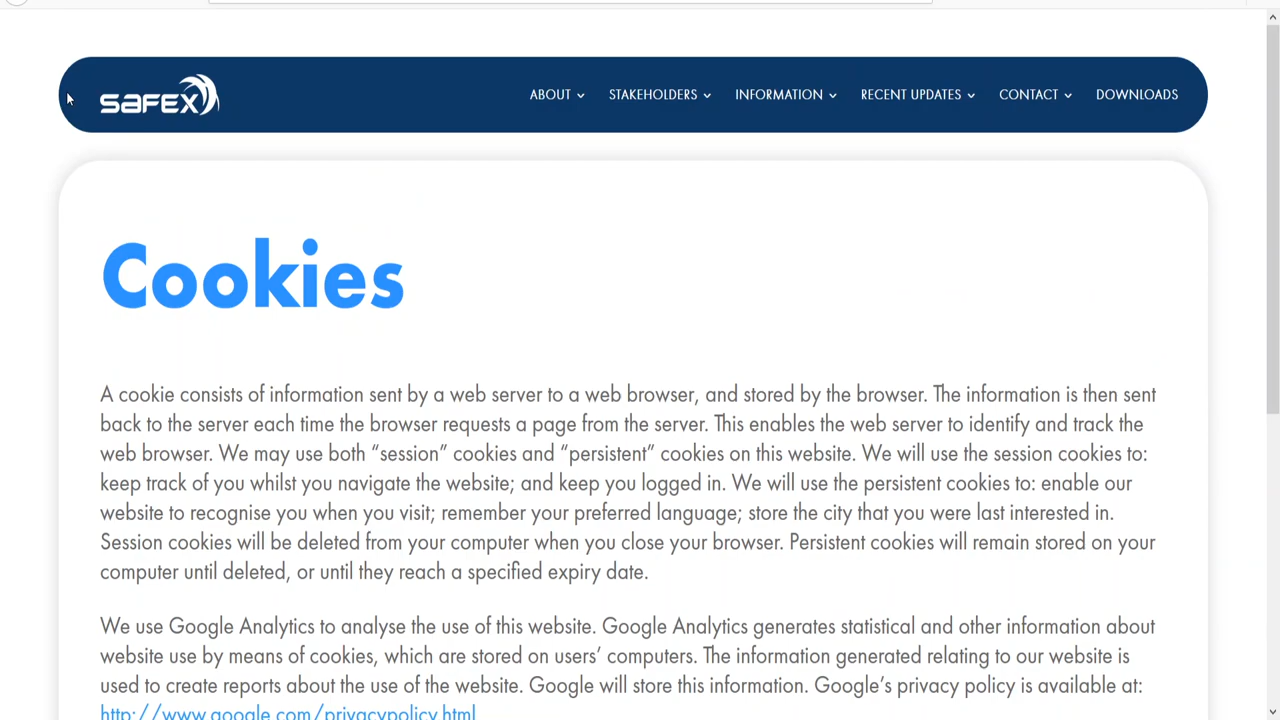 SAFEX
ABOUT
STAKEHOLDERS
INFORMATION
RECENT UPDATES
CONTACT
DOWNLOADS
Cookies
A cookie consists of information sent by a web server to a web browser, and stored by the browser. The information is then sent
back to the server each time the browser requests a page from the server. This enables the web server to identify and track the
web browser. We may use both “session” cookies and “persistent” cookies on this website. We will use the session cookies to:
keep track of you whilst you navigate the website; and keep you logged in. We will use the persistent cookies to: enable our
website to recognise you when you visit; remember your preferred language; store the city that you were last interested in.
Session cookies will be deleted from your computer when you close your browser. Persistent cookies will remain stored on your
computer until deleted, or until they reach a specified expiry date.
We use Google Analytics to analyse the use of this website. Google Analytics generates statistical and other information about
website use by means of cookies, which are stored on users’ computers. The information generated relating to our website is
used to create reports about the use of the website. Google will store this information. Google’s privacy policy is available at:
http://www.google.com/privacypolicy.html